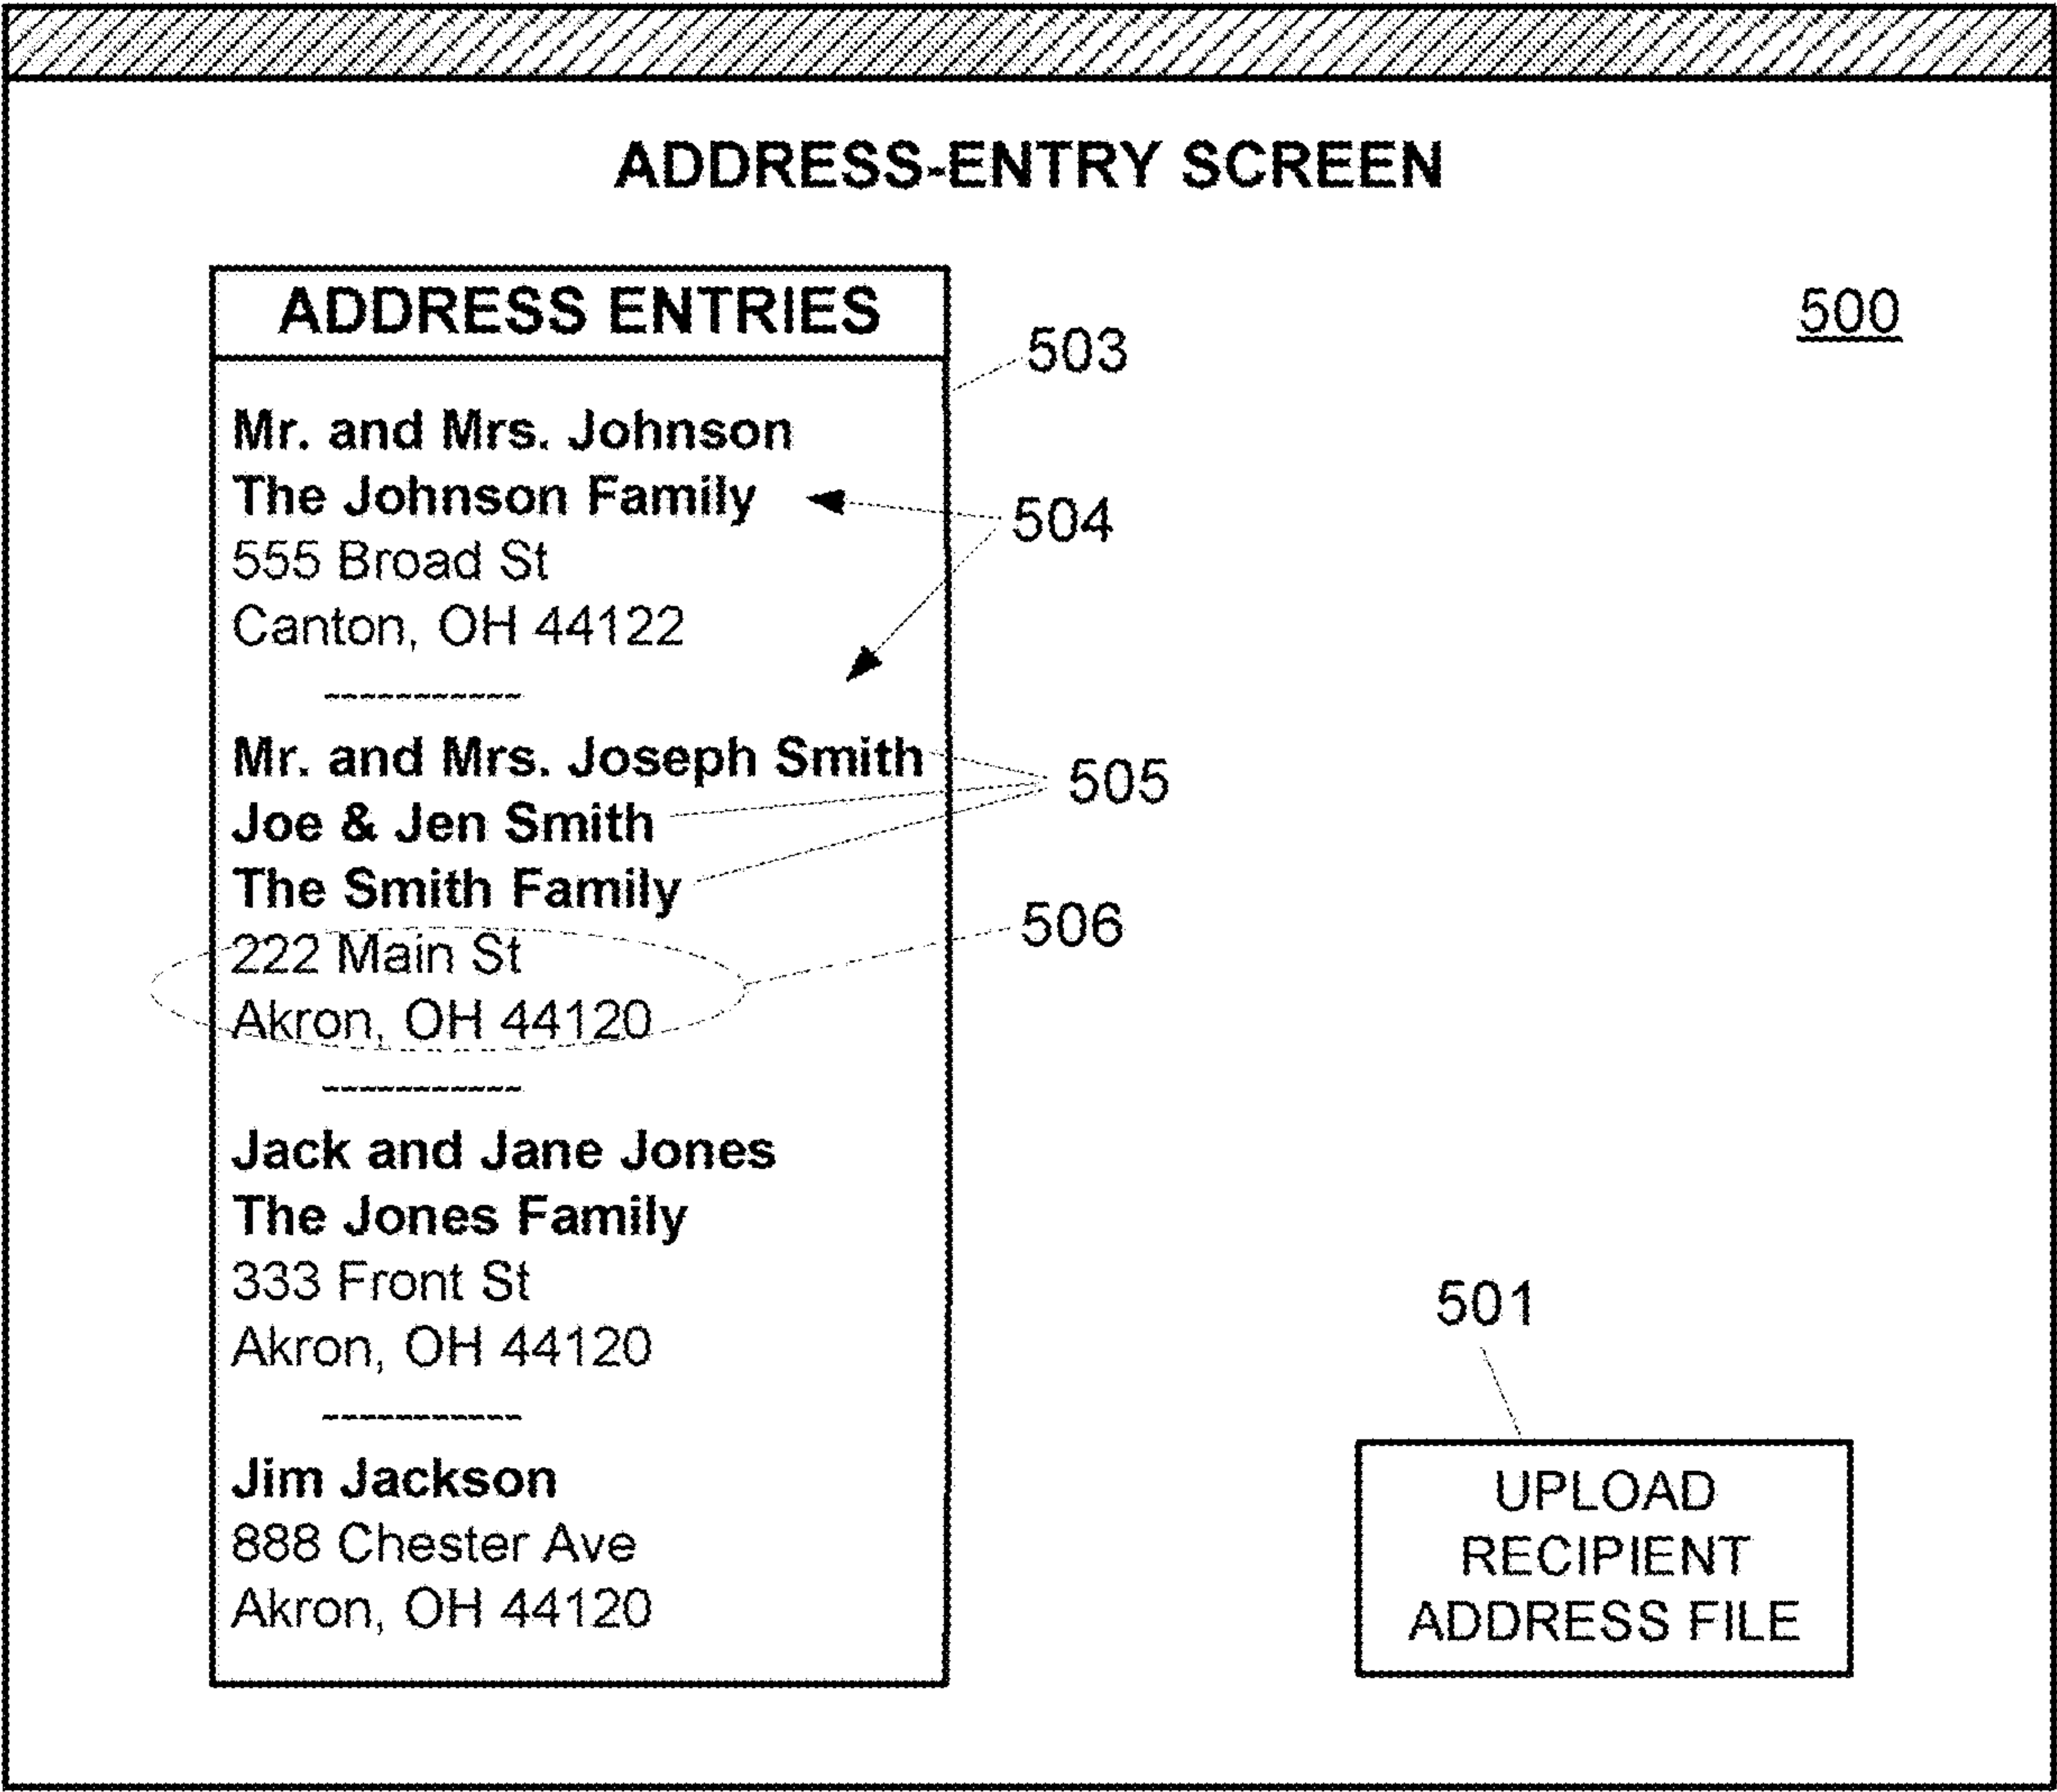 ADDRESS-ENTRY SCREEN
ADDRESS ENTRIES
500
503
Mr. and Mrs. Johnson
The Johnson Family
504
555 Broad St
Canton, OH 44122
-----------
Mr. and Mrs. Joseph Smith
505
Joe & Jen Smith
The Smith Family
506
222 Main St
Akron, OH 44120
-----------
Jack and Jane Jones
The Jones Family
333 Front St
Akron, OH 44120
-----------
Jim Jackson
888 Chester Ave
Akron, OH 44120
501
UPLOAD
RECIPIENT
ADDRESS FILE